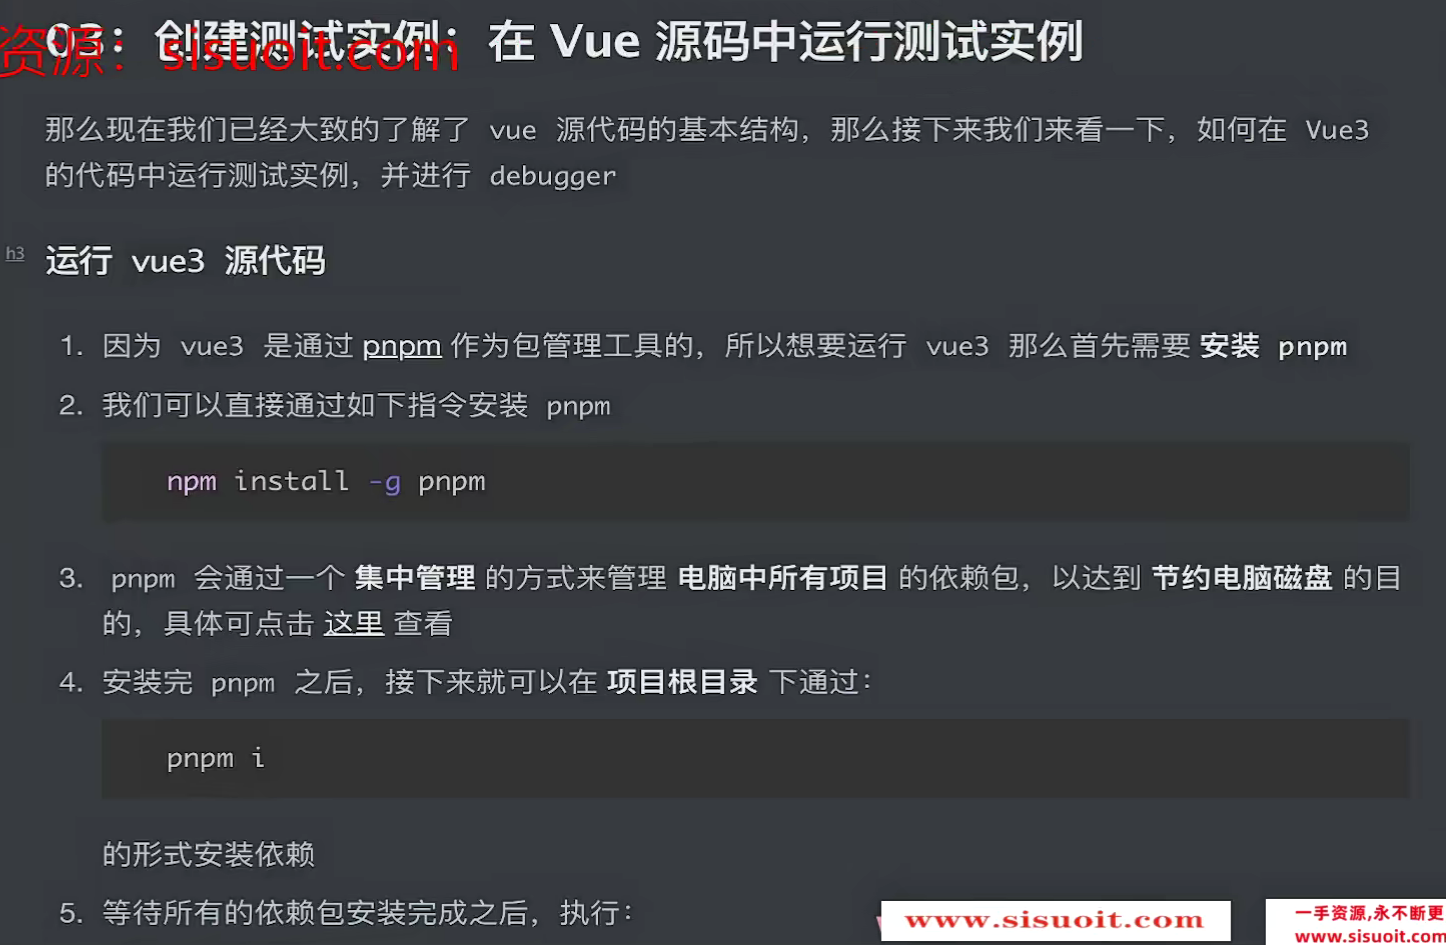 03：创建测试实例：在 Vue 源码中运行测试实例
资源：sisuoit.com
那么现在我们已经大致的了解了 vue 源代码的基本结构，那么接下来我们来看一下，如何在 Vue3
的代码中运行测试实例，并进行 debugger
h3
运行 vue3 源代码
1. 因为 vue3 是通过 pnpm 作为包管理工具的，所以想要运行 vue3 那么首先需要 安装 pnpm
2. 我们可以直接通过如下指令安装 pnpm
npm install -g pnpm
3. pnpm 会通过一个 集中管理 的方式来管理 电脑中所有项目 的依赖包，以达到 节约电脑磁盘 的目
的，具体可点击 这里 查看
4. 安装完 pnpm 之后，接下来就可以在 项目根目录 下通过：
pnpm i
的形式安装依赖
5. 等待所有的依赖包安装完成之后，执行：
www.sisuoit.com
一手资源,永不断更
www.sisuoit.com